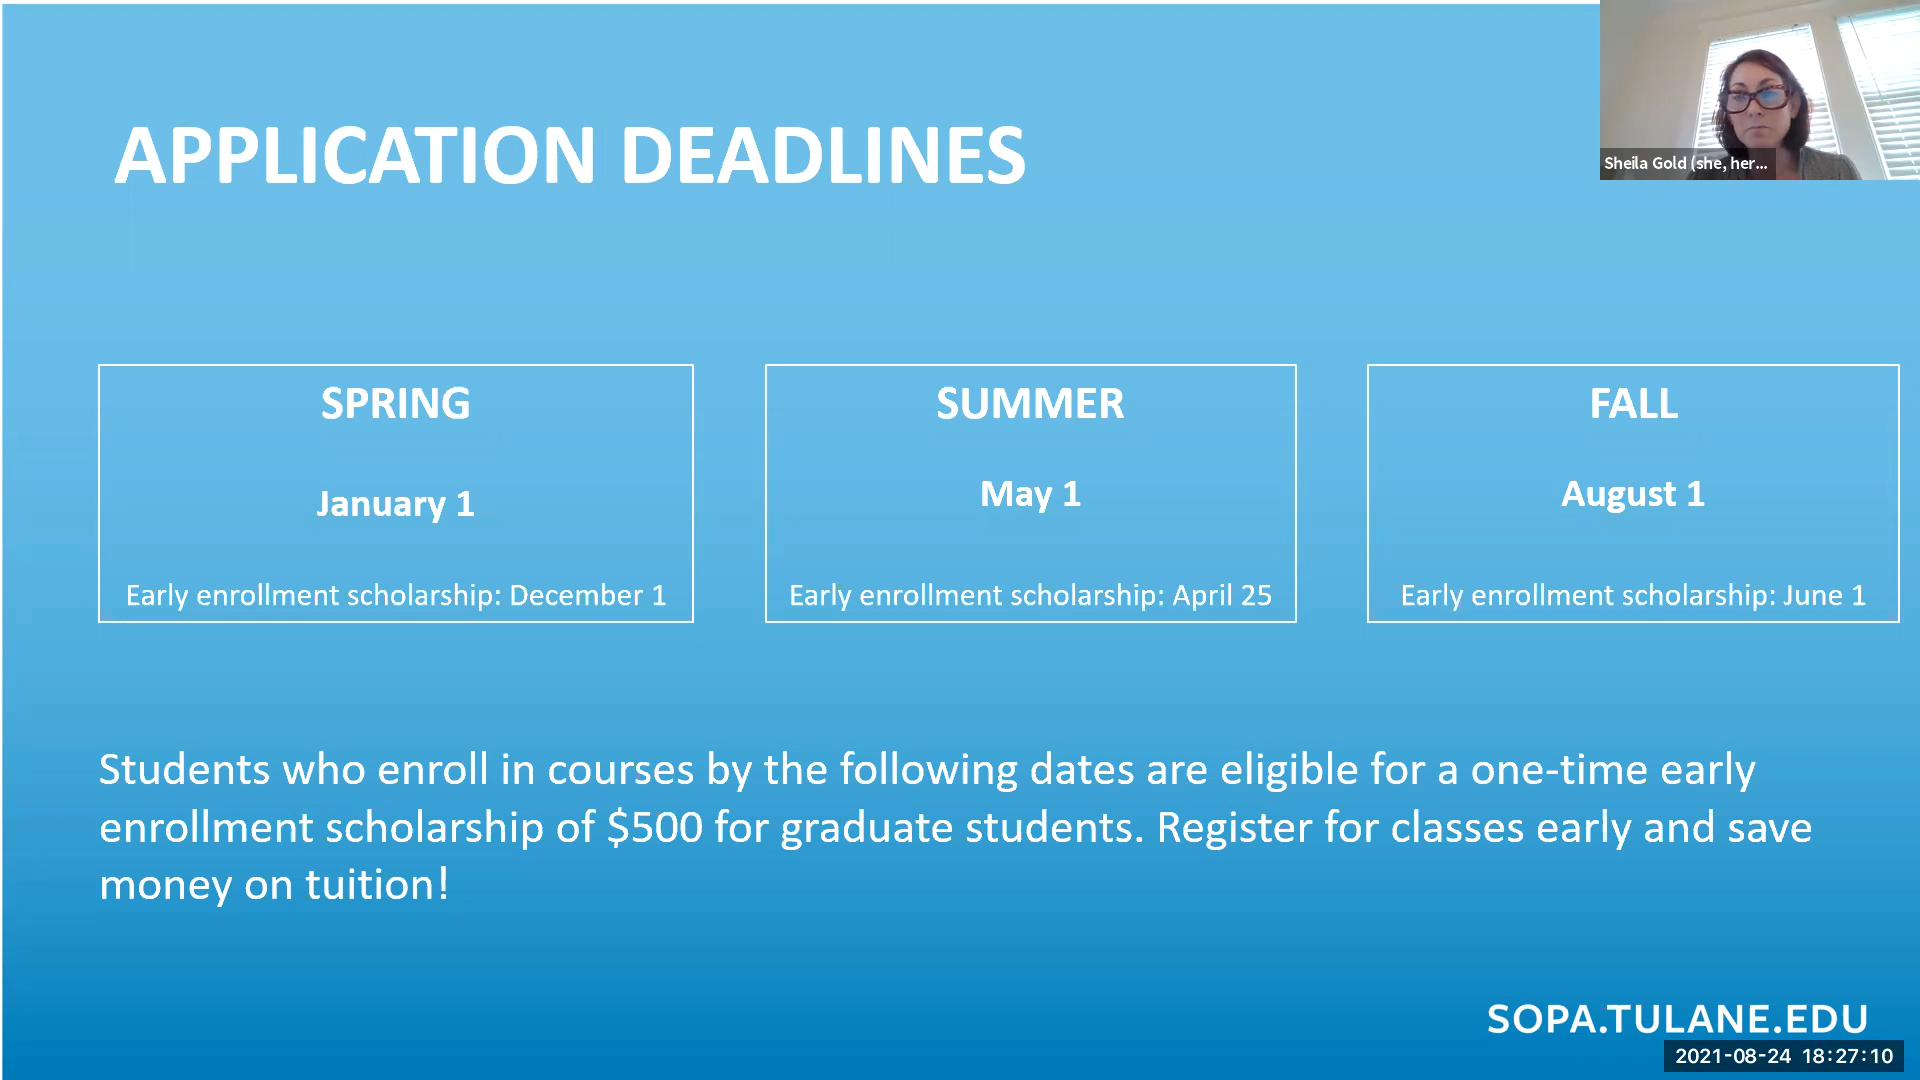 APPLICATION DEADLINES
Sheila Gold (she, her...
SPRING
January 1
Early enrollment scholarship: December 1
SUMMER
May 1
Early enrollment scholarship: April 25
FALL
August 1
Early enrollment scholarship: June 1
Students who enroll in courses by the following dates are eligible for a one-time early
enrollment scholarship of $500 for graduate students. Register for classes early and save
money on tuition!
SOPA.TULANE.EDU
2021-08-24 18:27:10